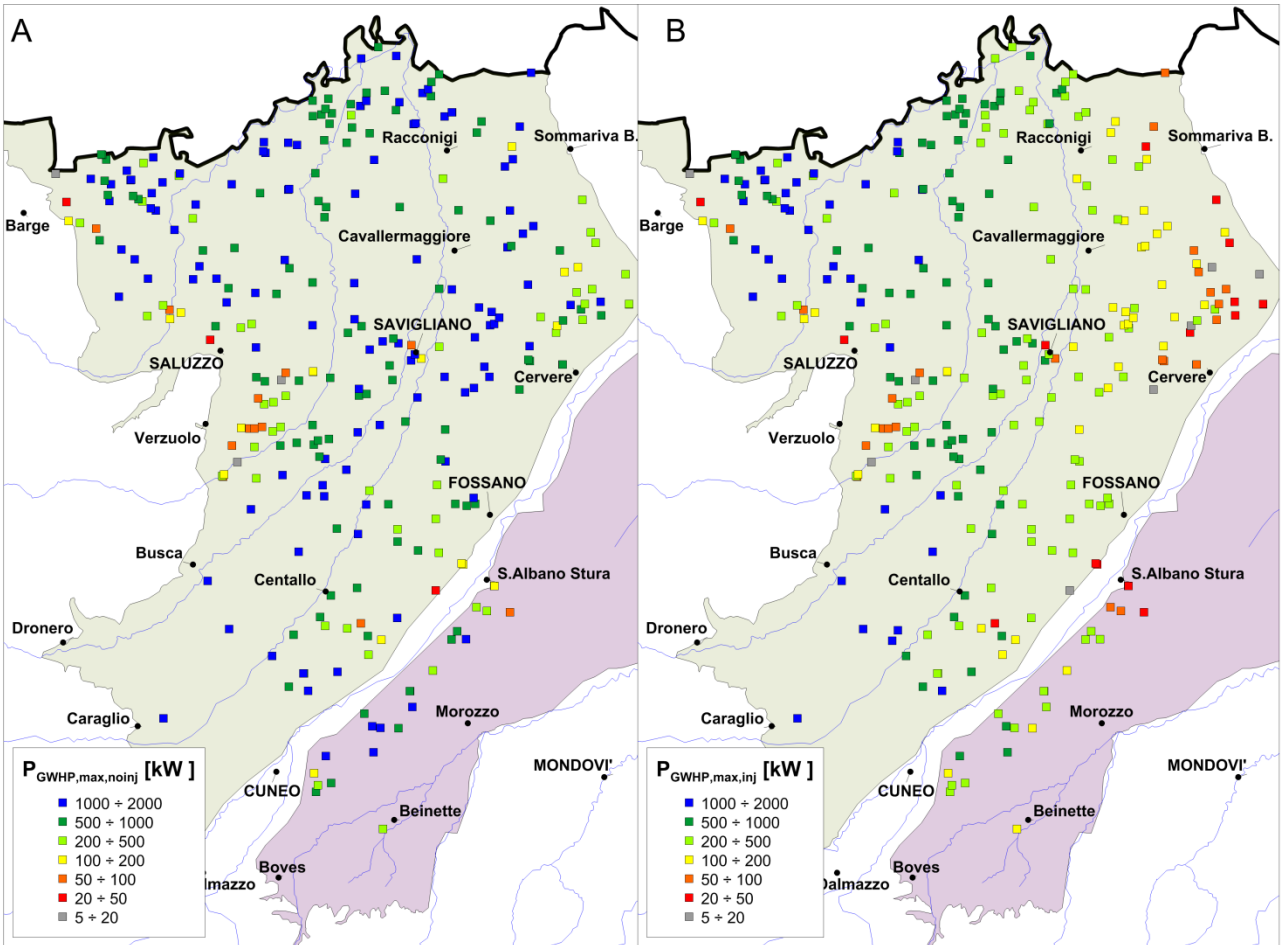 A
Racconigi
Sommariva B.
Barge
Cavallermaggiore
SAVIGLIANO
SALUZZO
Cervere
Verzuolo
FOSSANO
Busca
S.Albano Stura
Centallo
Dronero
Caraglio
Morozzo
MONDOVI'
CUNEO
Beinette
Boves
lmazzo
P GWHP,max,noinj [kW ]
1000 ÷ 2000
500 ÷ 1000
200 ÷ 500
100 ÷ 200
50 ÷ 100
20 ÷ 50
5 ÷ 20
B
Racconigi
Sommariva B.
Barge
Cavallermaggiore
SAVIGLIANO
SALUZZO
Cervere
Verzuolo
FOSSANO
Busca
S.Albano Stura
Centallo
Dronero
Caraglio
Morozzo
MONDOVI'
CUNEO
Beinette
Boves
Dalmazzo
P GWHP,max,inj [kW ]
1000 ÷ 2000
500 ÷ 1000
200 ÷ 500
100 ÷ 200
50 ÷ 100
20 ÷ 50
5 ÷ 20